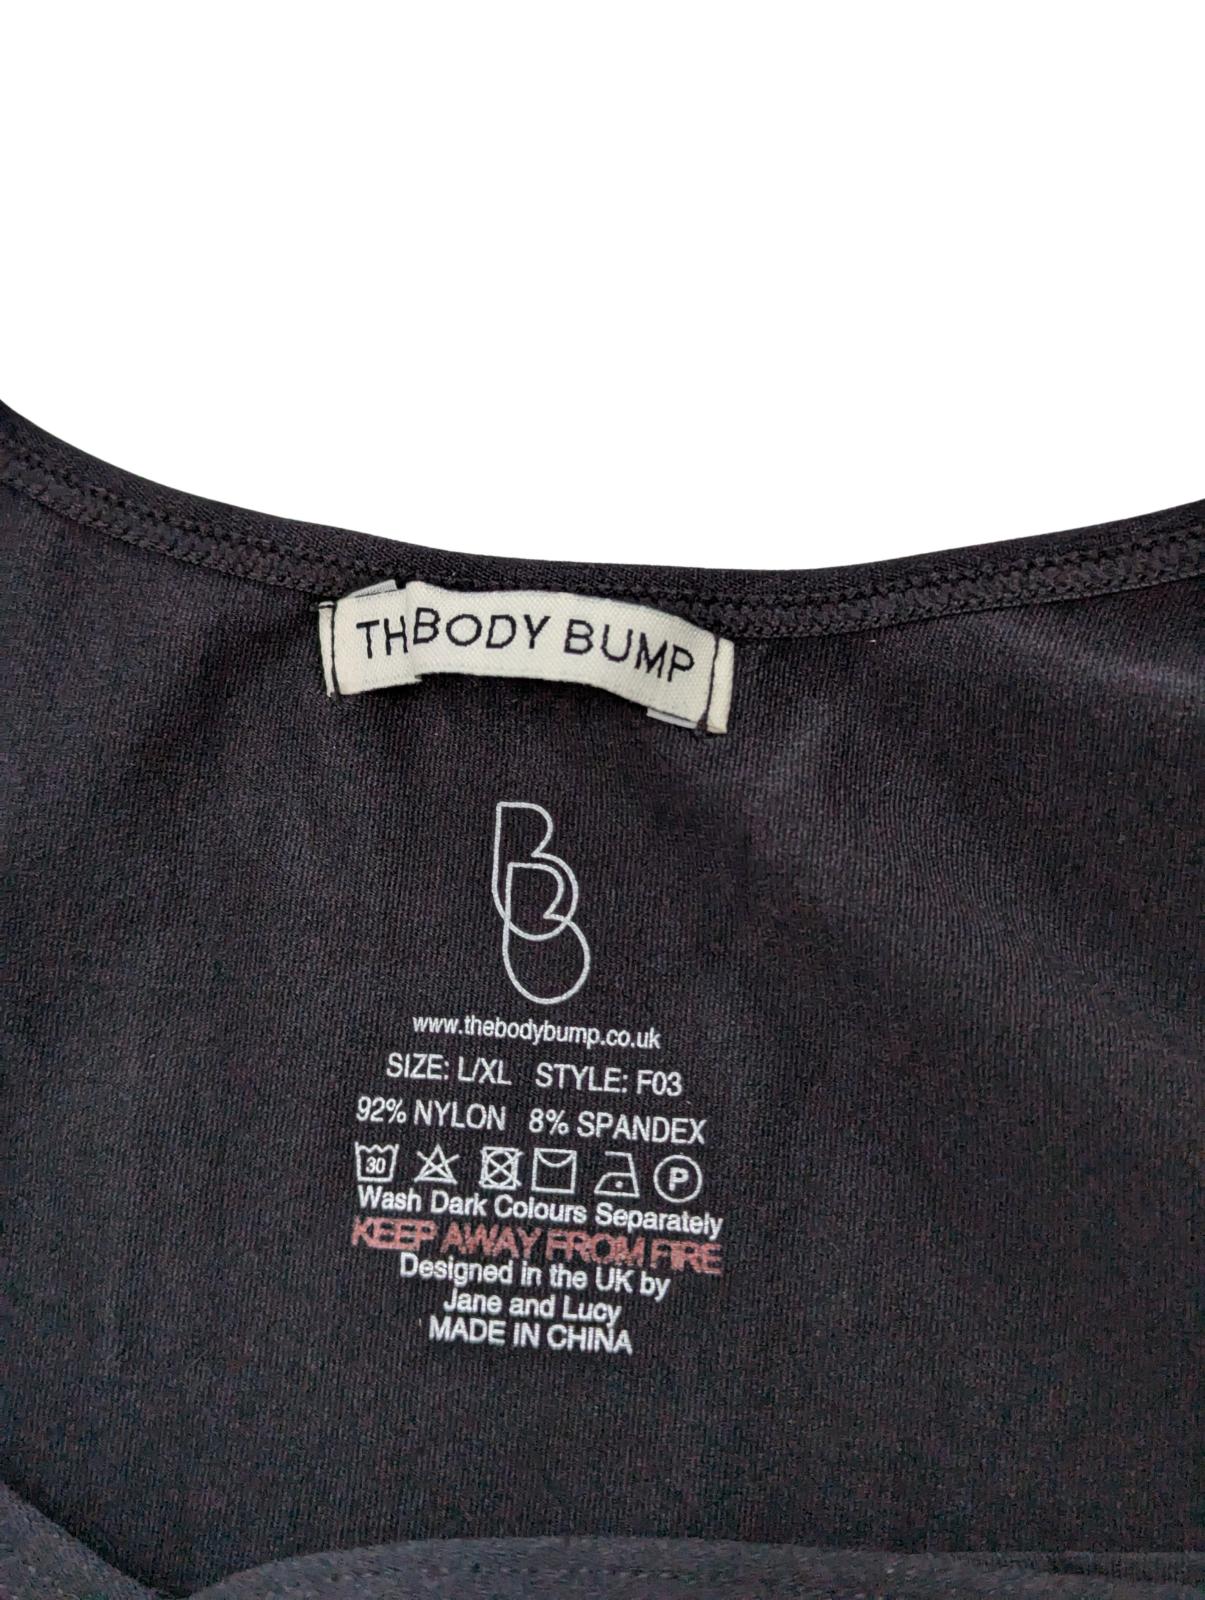 THBODY BUMP
www.thebodybump.co.uk
SIZE: L/XL STYLE: F03
92% NYLON 8% SPANDEX
30 P
Wash Dark Colours Separately
KEEP AWAY FROM FIRE
Designed in the UK by
Jane and Lucy
MADE IN CHINA